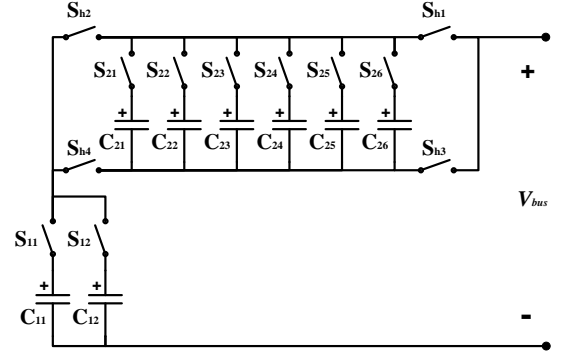 Sh2 Sh1
S21 S22 S23 S24 S25 S26 +
+ + + + + +
C21 C22 C23 C24 C25 C26
Sh4 Sh3
Vbus
S11 S12
+ + -
C11 C12